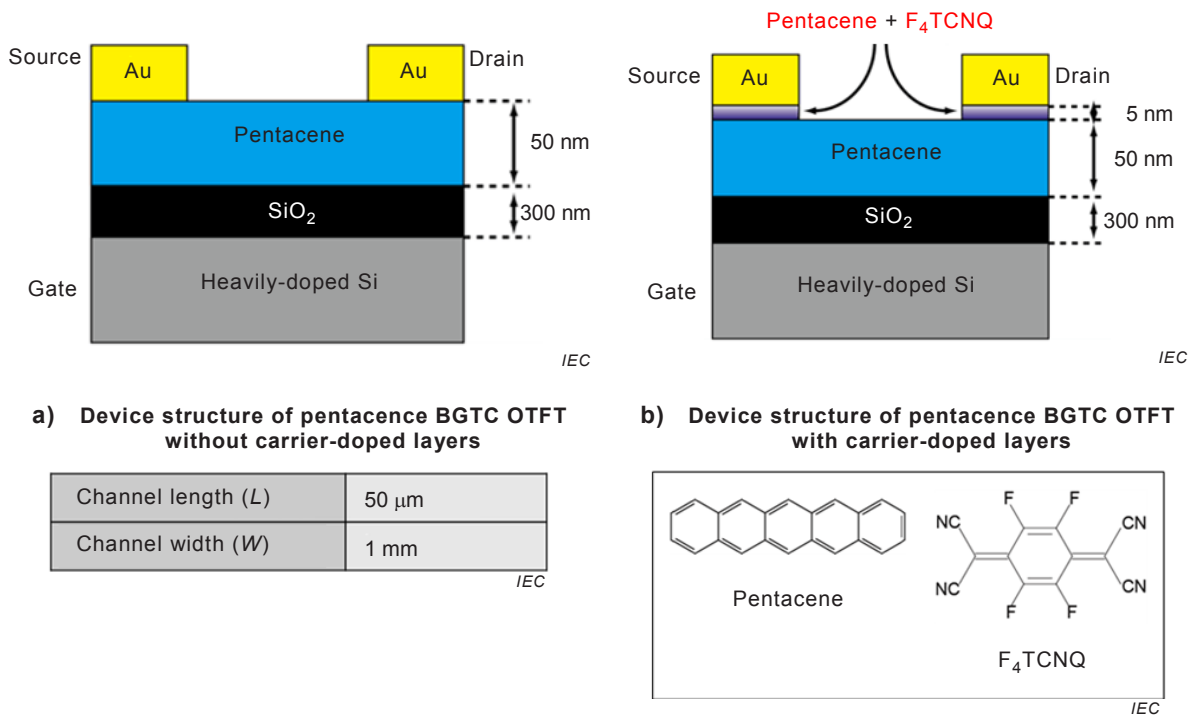 Source
Au
Au
Drain
Pentacene
50 nm
SiO2
300 nm
Gate
Heavily-doped Si
IEC
Pentacene + F4TCNQ
Source
Au
Au
Drain
5 nm
Pentacene
50 nm
SiO2
300 nm
Gate
Heavily-doped Si
IEC
a) Device structure of pentacence BGTC OTFT
without carrier-doped layers
Channel length (L) 50 μm
Channel width (W) 1 mm
IEC
b) Device structure of pentacence BGTC OTFT
with carrier-doped layers
Pentacene
F F
NC CN
NC CN
F F
F4TCNQ
IEC